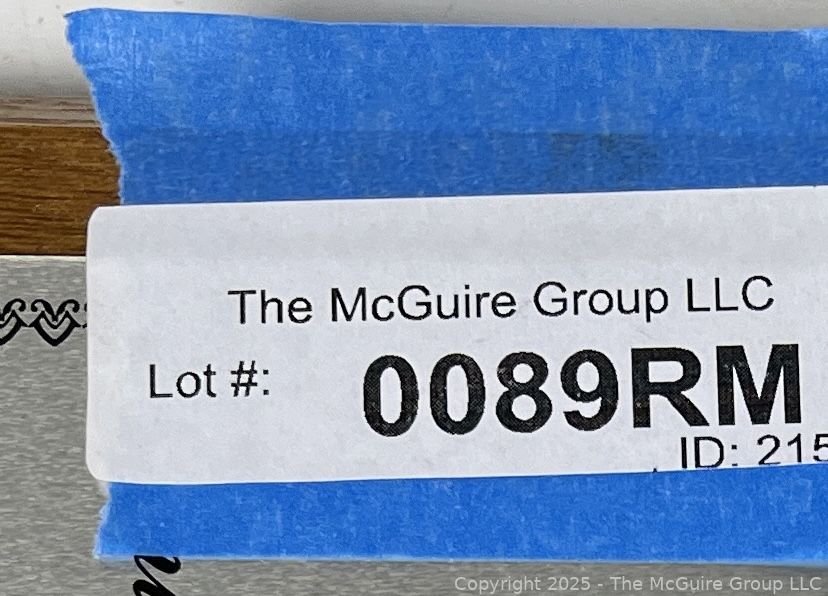 The McGuire Group LLC
Lot #: 0089RM
ID: 215
Copyright 2025 - The McGuire Group LLC